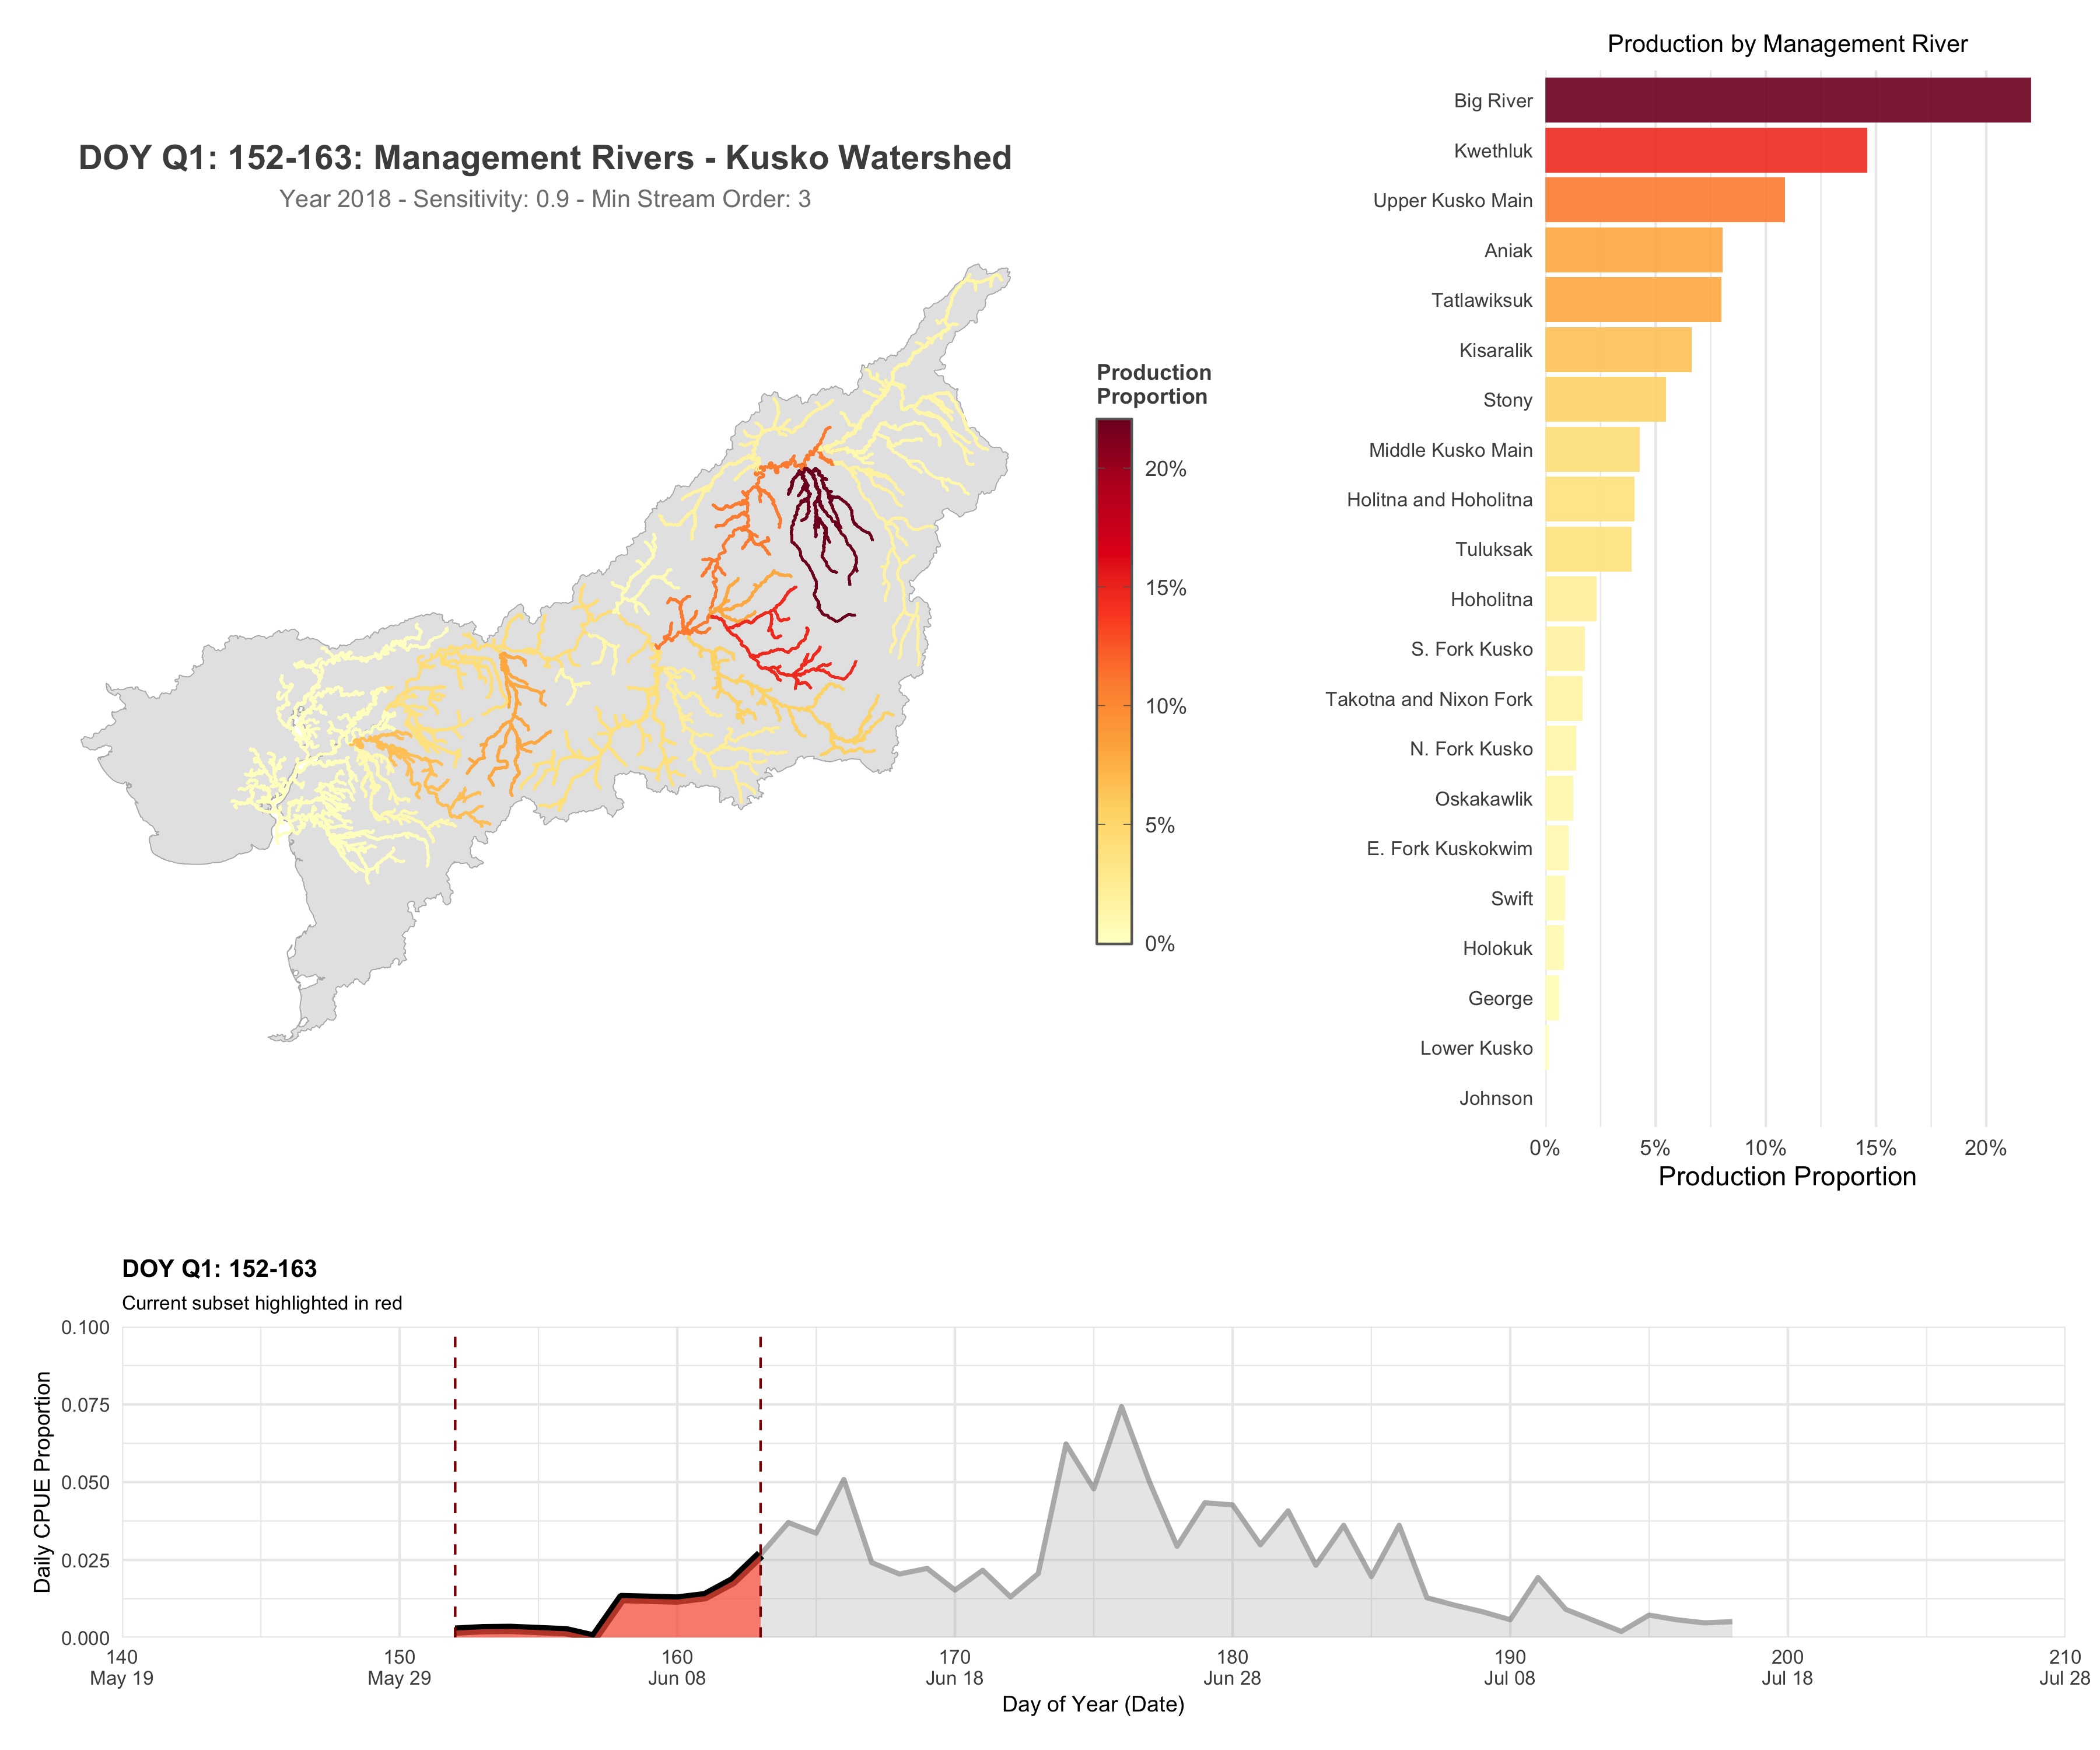 DOY Q1: 152-163: Management Rivers - Kusko Watershed
Year 2018 - Sensitivity: 0.9 - Min Stream Order: 3
Production
Proportion
20%
15%
10%
5%
0%
Production by Management River
Big River
Kwethluk
Upper Kusko Main
Aniak
Tatlawiksuk
Kisaralik
Stony
Middle Kusko Main
Holitna and Hoholitna
Tuluksak
Hoholitna
S. Fork Kusko
Takotna and Nixon Fork
N. Fork Kusko
Oskakawlik
E. Fork Kuskokwim
Swift
Holokuk
George
Lower Kusko
Johnson
0% 5% 10% 15% 20%
Production Proportion
DOY Q1: 152-163
Current subset highlighted in red
Daily CPUE Proportion
0.100
0.075
0.050
0.025
0.000
140 150 160 170 180 190 200 210
May 19 May 29 Jun 08 Jun 18 Jun 28 Jul 08 Jul 18 Jul 28
Day of Year (Date)